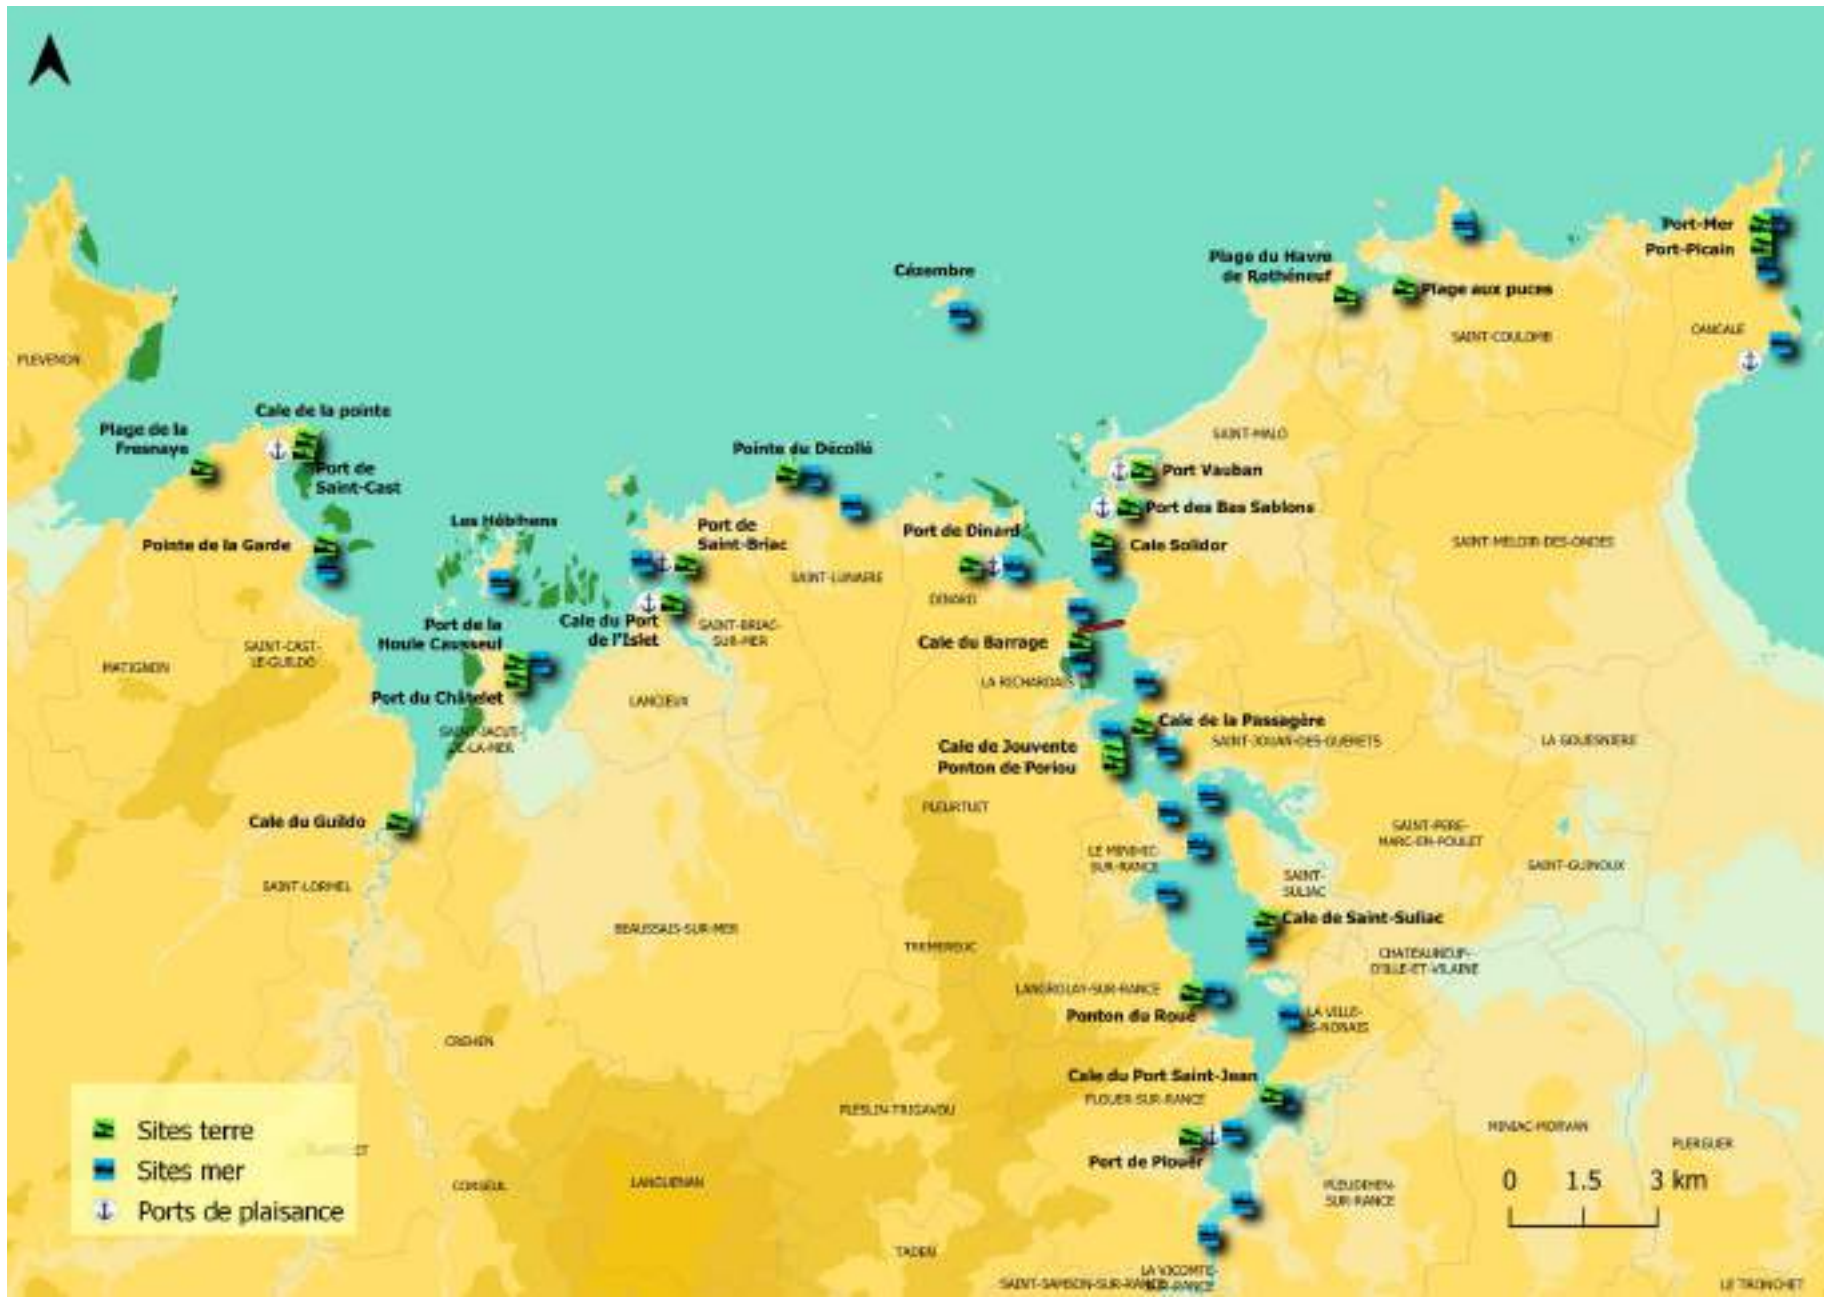 Port-Mer
Port-Picain
Plage du Havre
de Rothéneuf
Cézembre
Plage aux puces
SAINT-COULOMB
CANCALE
PLEVENON
Cale de la pointe
Plage de la
Fresnaye
SAINT-MALO
Pointe du Décollé
Port de
Saint-Cast
Port Vauban
Port des Bas Sablons
Les Hébihens
Port de
Saint-Briac
Port de Dinard
Pointe de la Garde
Cale Solidor
SAINT-MELOIR-DES-ONDES
SAINT-LUNAIRE
DINARD
Port de la
Houle Causseul
Cale du Port
de l'Islet
SAINT-BRIAC-
SUR-MER
Cale du Barrage
SAINT-CAST-
LE-GUILDO
MATIGNON
LA RICHARDAIS
Port du Châtelet
LANCIEUX
Cale de la Passagère
SAINT-JOUAN-DES-GUERETS
LA GOUESNIERE
SAINT-JACUT-
DE-LA-MER
Cale de Jouvente
Ponton de Poriou
PLEURTUIT
Cale du Guildo
SAINT-PERE-
MARC-EN-POULET
LE MINIHIC-
SUR-RANCE
SAINT-GUINOUX
SAINT-
SULIAC
SAINT-LORMEL
Cale de Saint-Suliac
BEAUSSAIS-SUR-MER
TREMEREUC
CHATEAUNEUF-
D'ILLE-ET-VILAINE
LANGROLAY-SUR-RANCE
Ponton du Roué
LA VILLE-
ES-NONAIS
CREHEN
Cale du Port Saint-Jean
PLOUER-SUR-RANCE
PLESLIN-TRIGAVOU
MINIAC-MORVAN
PLERGUER
Port de Plouër
CORSEUL
LANGUENAN
PLEUDIHEN-
SUR-RANCE
TADEN
LA VICOMTE-
SUR-RANCE
SAINT-SAMSON-SUR-RANCE
LE TRONCHET
Sites terre
Sites mer
Ports de plaisance
0 1.5 3 km